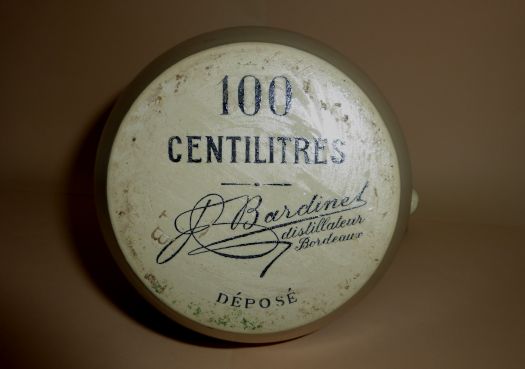 100
CENTILITRES
P. Bardinet
distillateur
Bordeaux
DÉPOSÉ